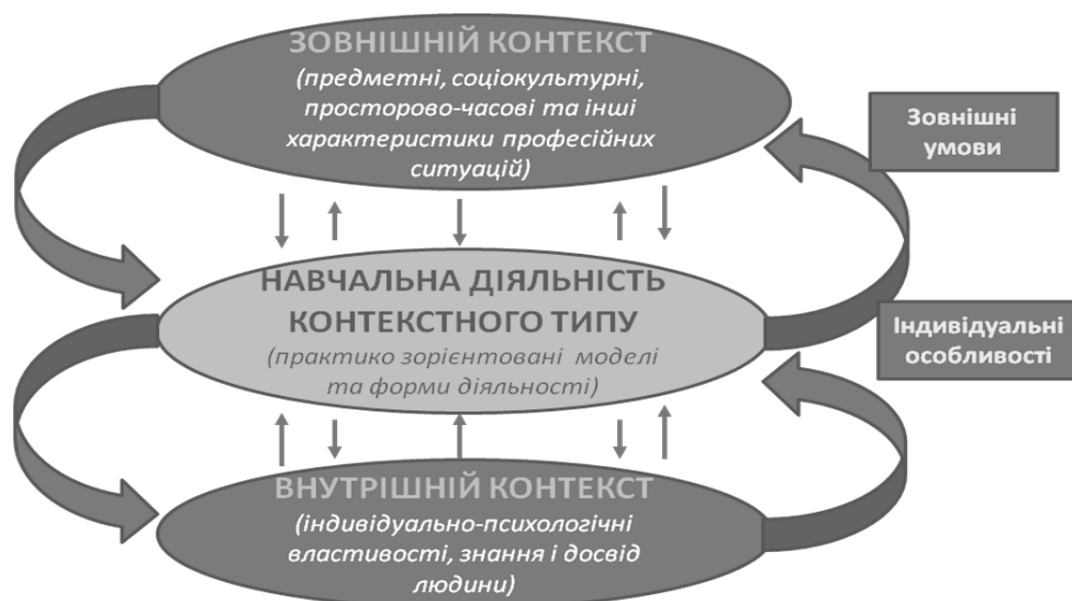 ЗОВНІШНІЙ КОНТЕКСТ
(предметні, соціокультурні,
просторово-часові та інші
характеристики професійних
ситуацій)
Зовнішні
умови
НАВЧАЛЬНА ДІЯЛЬНІСТЬ
КОНТЕКСТНОГО ТИПУ
(практико зорієнтовані моделі
та форми діяльності)
Індивідуальні
особливості
ВНУТРІШНІЙ КОНТЕКСТ
(індивідуально-психологічні
властивості, знання і досвід
людини)